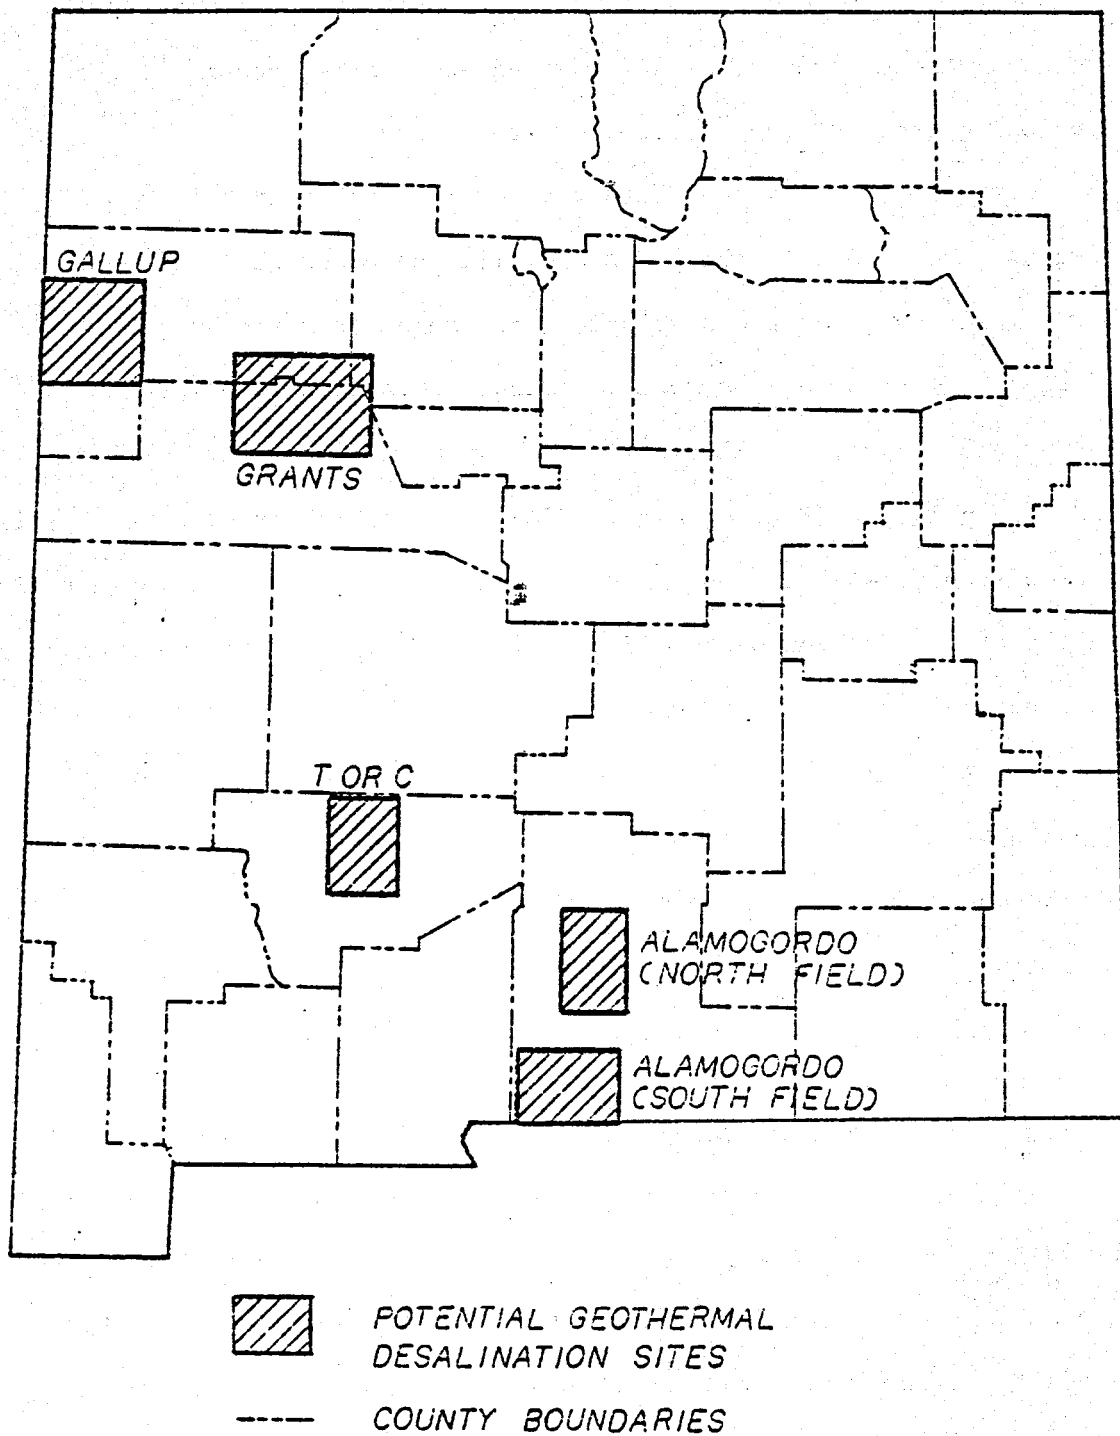 GALLUP
GRANTS
T OR C
ALAMOGORDO
(NORTH FIELD)
ALAMOGORDO
(SOUTH FIELD)
POTENTIAL GEOTHERMAL
DESALINATION SITES
COUNTY BOUNDARIES